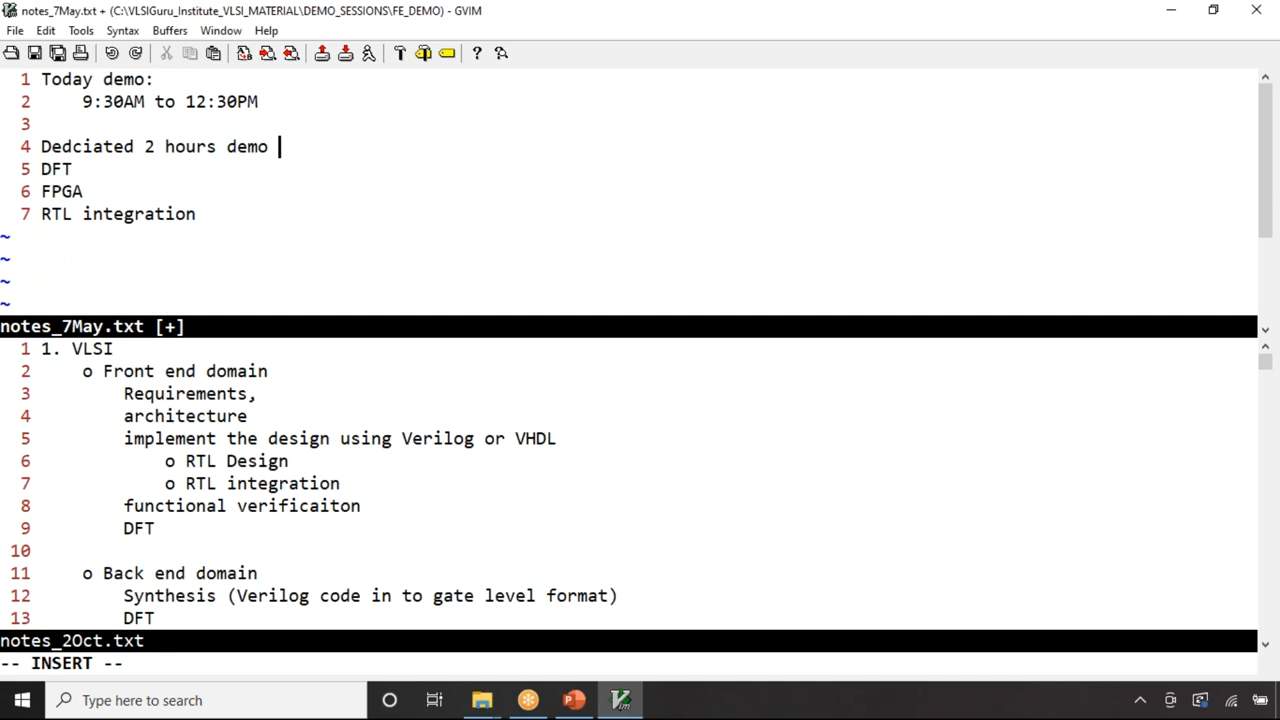 notes_7May.txt + (C:\VLSIGuru_Institute_VLSI_MATERIAL\DEMO_SESSIONS\FE_DEMO) - GVIM
File Edit Tools Syntax Buffers Window Help
1 Today demo:
2 9:30AM to 12:30PM
3
4 Dedciated 2 hours demo
5 DFT
6 FPGA
7 RTL integration
~
~
~
~
notes_7May.txt [+]
1 1. VLSI
2 o Front end domain
3 Requirements,
4 architecture
5 implement the design using Verilog or VHDL
6 o RTL Design
7 o RTL integration
8 functional verificaiton
9 DFT
10
11 o Back end domain
12 Synthesis (Verilog code in to gate level format)
13 DFT
notes_2Oct.txt
-- INSERT --
Type here to search